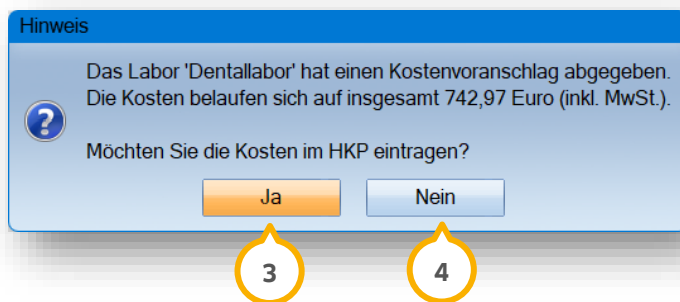 Hinweis
Das Labor 'Dentallabor' hat einen Kostenvoranschlag abgegeben.
Die Kosten belaufen sich auf insgesamt 742,97 Euro (inkl. MwSt.).
Möchten Sie die Kosten im HKP eintragen?
Ja Nein
3 4